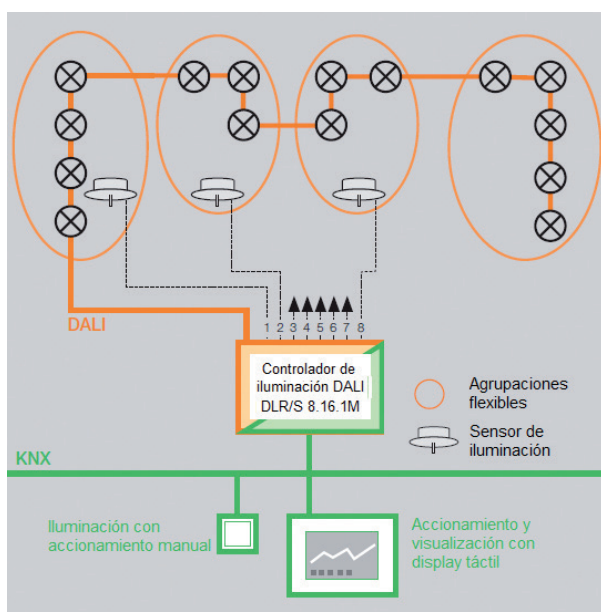 DALI
1 2 3 4 5 6 7 8
Controlador de
iluminación DALI
DLR/S 8.16.1M
Agrupaciones
flexibles
Sensor de
iluminación
KNX
Iluminación con
accionamiento manual
Accionamiento y
visualización con
display táctil